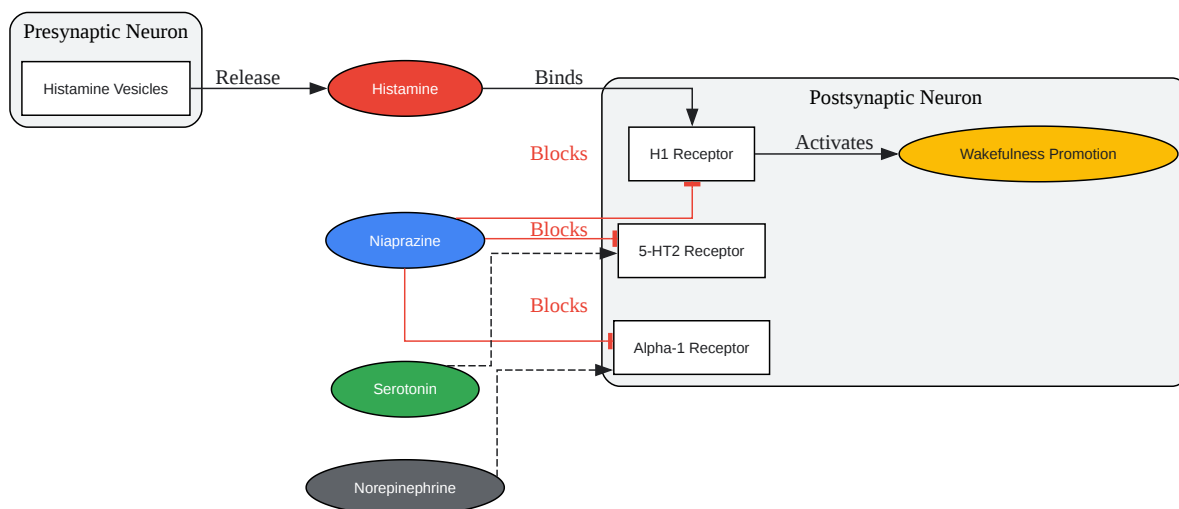 Presynaptic Neuron
Histamine Vesicles
Release
Histamine
Binds
Postsynaptic Neuron
Blocks
H1 Receptor
Activates
Wakefulness Promotion
Niaprazine
Blocks
5-HT2 Receptor
Blocks
Alpha-1 Receptor
Serotonin
Norepinephrine